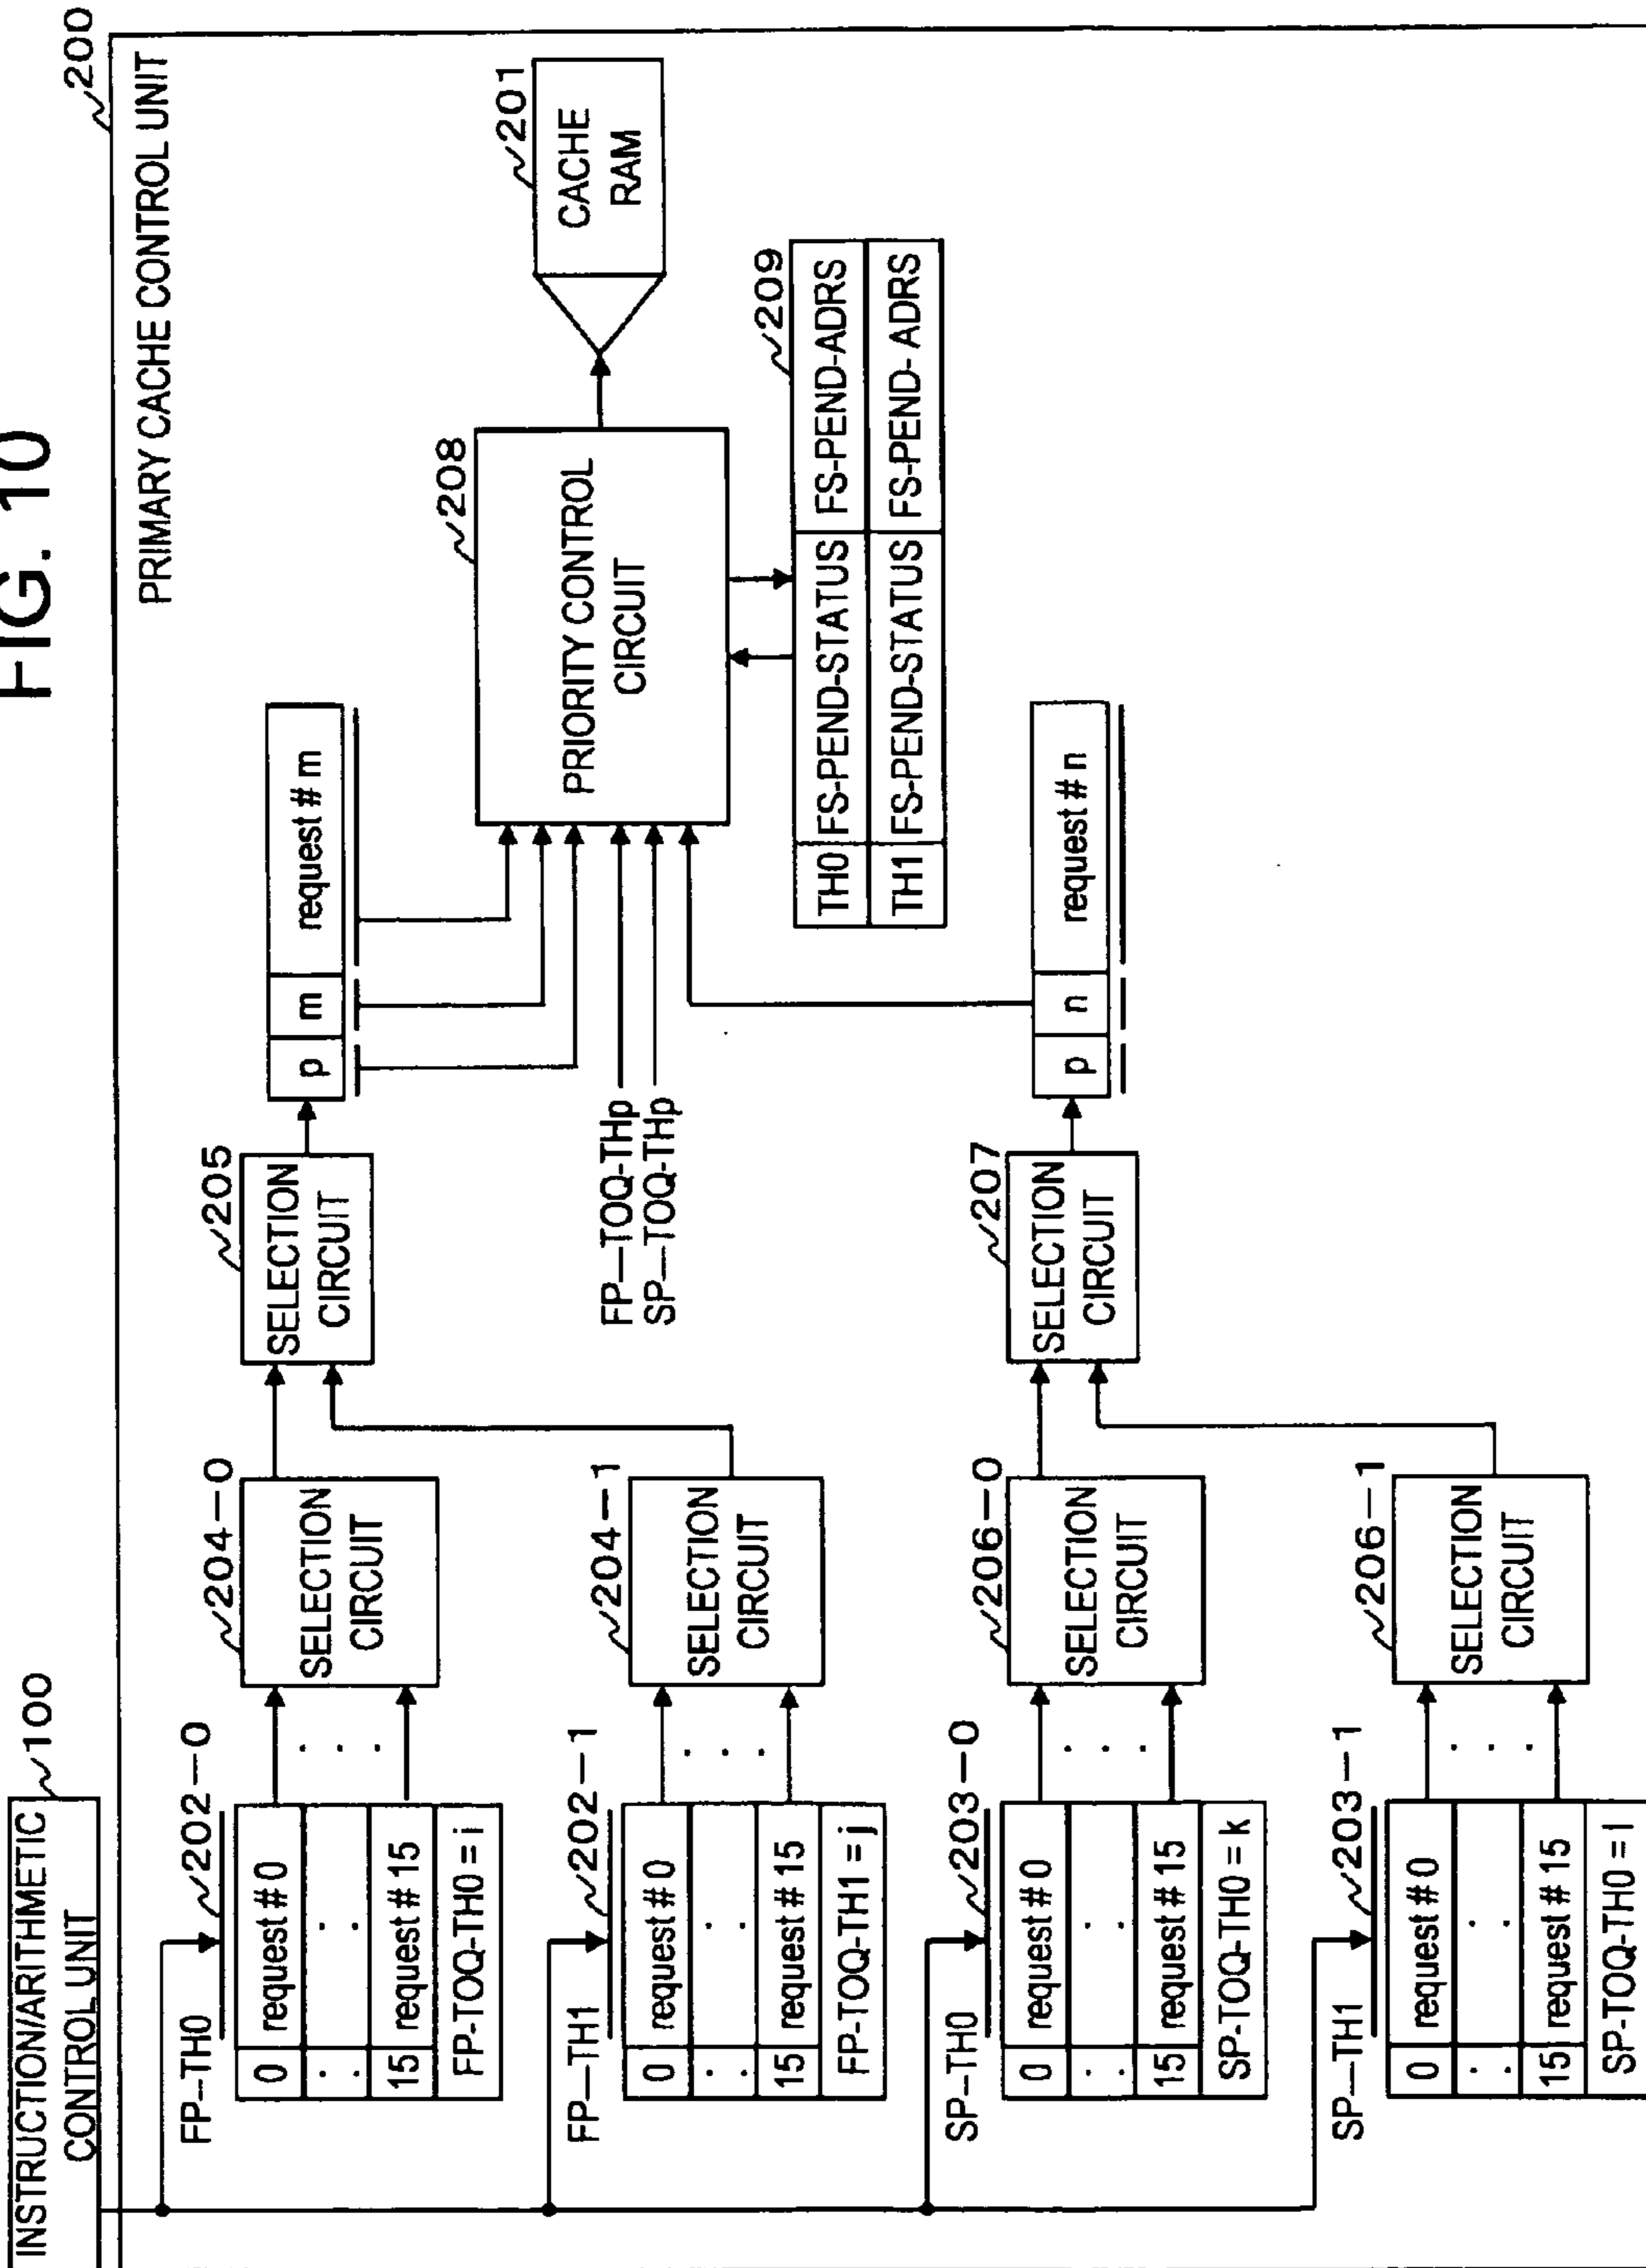 FIG. 10
INSTRUCTION/ARITHMETIC
CONTROL UNIT
100
200
PRIMARY CACHE CONTROL UNIT
FP-TH0
202-0
0 request # 0
: :
15 request # 15
FP-TOQ-TH0 = i
. . .
204-0
SELECTION
CIRCUIT
205
SELECTION
CIRCUIT
p m request # m
FP-TH1
202-1
0 request # 0
: :
15 request # 15
FP-TOQ-TH1 = j
. . .
204-1
SELECTION
CIRCUIT
FP-TOQ-THp
SP-TOQ-THp
208
PRIORITY CONTROL
CIRCUIT
201
CACHE
RAM
209
TH0 FS-PEND-STATUS FS-PEND-ADRS
TH1 FS-PEND-STATUS FS-PEND- ADRS
SP-TH0
203-0
0 request # 0
: :
15 request # 15
SP-TOQ-TH0 = k
. . .
206-0
SELECTION
CIRCUIT
207
SELECTION
CIRCUIT
p n request # n
SP-TH1
203-1
0 request # 0
: :
15 request # 15
SP-TOQ-TH0 = l
. . .
206-1
SELECTION
CIRCUIT